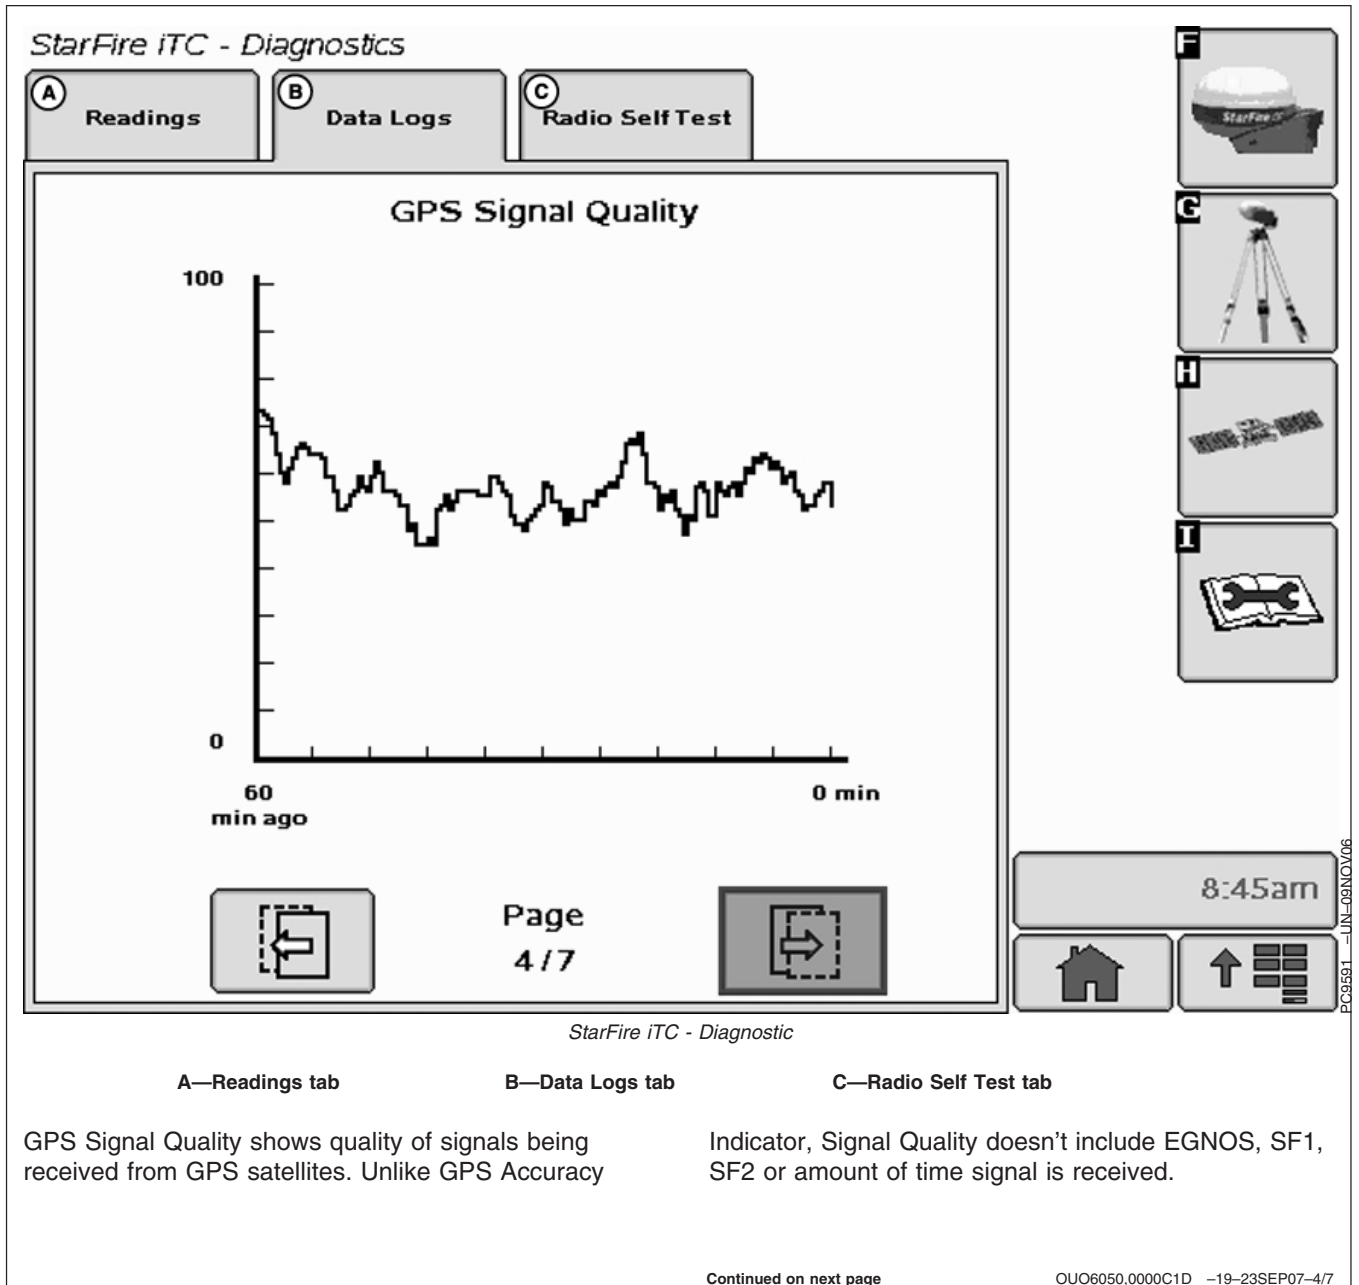 StarFire iTC - Diagnostics
A
Readings
B
Data Logs
C
Radio Self Test
F
StarFire
G
H
I
GPS Signal Quality
100
0
60
min ago
0 min
Page
4 / 7
8:45am
PC9591 –UN–09NOV06
StarFire iTC - Diagnostic
A—Readings tab
B—Data Logs tab
C—Radio Self Test tab
GPS Signal Quality shows quality of signals being
received from GPS satellites. Unlike GPS Accuracy
Indicator, Signal Quality doesn’t include EGNOS, SF1,
SF2 or amount of time signal is received.
Continued on next page
OUO6050,0000C1D –19–23SEP07–4/7